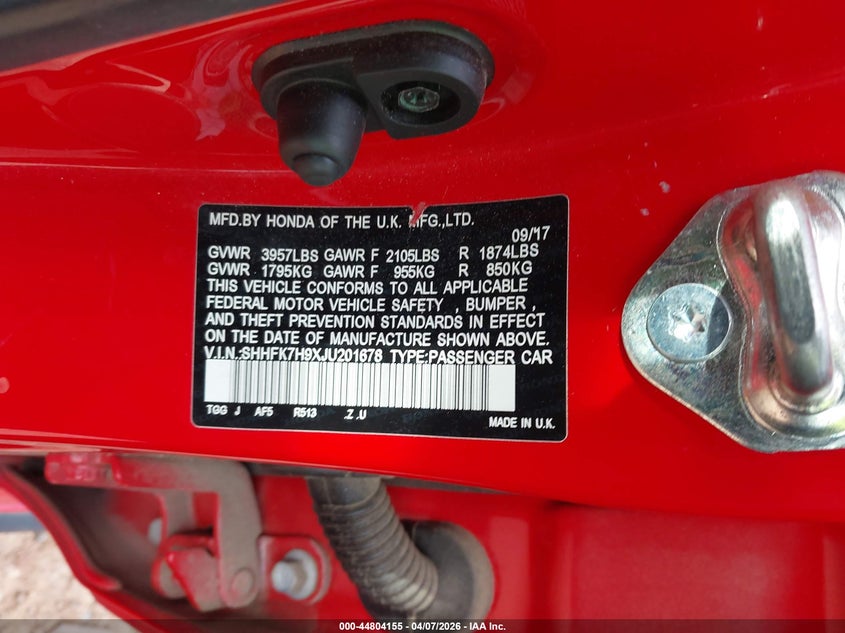 MFD.BY HONDA OF THE U.K. MFG.,LTD.
09/17
GVWR 3957LBS GAWR F 2105LBS R 1874LBS
GVWR 1795KG GAWR F 955KG R 850KG
THIS VEHICLE CONFORMS TO ALL APPLICABLE
FEDERAL MOTOR VEHICLE SAFETY , BUMPER ,
AND THEFT PREVENTION STANDARDS IN EFFECT
ON THE DATE OF MANUFACTURE SHOWN ABOVE.
V.I.N.:SHHFK7H9XJU201678 TYPE:PASSENGER CAR
TGG J AF5 R513 .Z .U
MADE IN U.K.
000-44804155 | 04/07/2026 | IAA Inc.